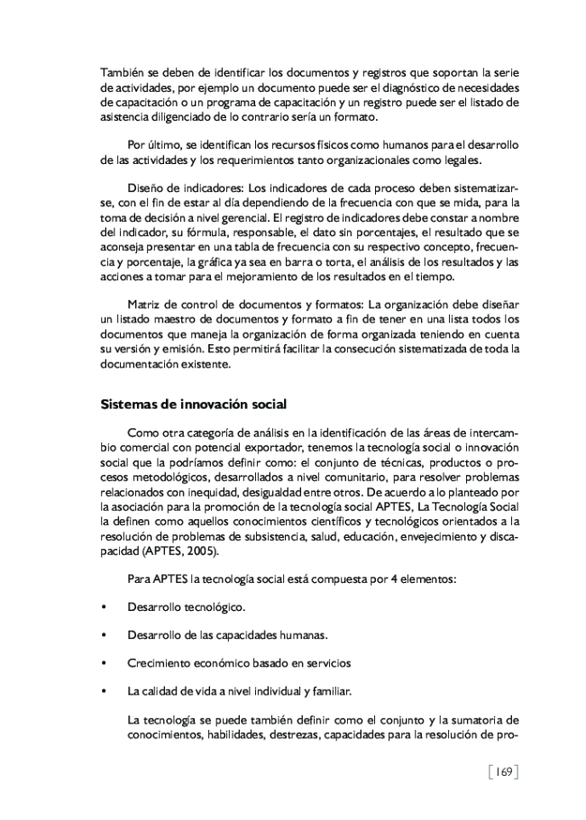 También se deben de identificar los documentos y registros que soportan la serie
de actividades, por ejemplo un documento puede ser el diagnóstico de necesidades
de capacitación o un programa de capacitación y un registro puede ser el listado de
asistencia diligenciado de lo contrario sería un formato.
Por último, se identifican los recursos físicos como humanos para el desarrollo
de las actividades y los requerimientos tanto organizacionales como legales.
Diseño de indicadores: Los indicadores de cada proceso deben sistematizar-
se, con el fin de estar al día dependiendo de la frecuencia con que se mida, para la
toma de decisión a nivel gerencial. El registro de indicadores debe constar a nombre
del indicador, su fórmula, responsable, el dato sin porcentajes, el resultado que se
aconseja presentar en una tabla de frecuencia con su respectivo concepto, frecuen-
cia y porcentaje, la gráfica ya sea en barra o torta, el análisis de los resultados y las
acciones a tomar para el mejoramiento de los resultados en el tiempo.
Matriz de control de documentos y formatos: La organización debe diseñar
un listado maestro de documentos y formato a fin de tener en una lista todos los
documentos que maneja la organización de forma organizada teniendo en cuenta
su versión y emisión. Esto permitirá facilitar la consecución sistematizada de toda la
documentación existente.
Sistemas de innovación social
Como otra categoría de análisis en la identificación de las áreas de intercam-
bio comercial con potencial exportador, tenemos la tecnología social o innovación
social que la podríamos definir como: el conjunto de técnicas, productos o pro-
cesos metodológicos, desarrollados a nivel comunitario, para resolver problemas
relacionados con inequidad, desigualdad entre otros. De acuerdo a lo planteado por
la asociación para la promoción de la tecnología social APTES, La Tecnología Social
la definen como aquellos conocimientos científicos y tecnológicos orientados a la
resolución de problemas de subsistencia, salud, educación, envejecimiento y disca-
pacidad (APTES, 2005).
Para APTES la tecnología social está compuesta por 4 elementos:
• Desarrollo tecnológico.
• Desarrollo de las capacidades humanas.
• Crecimiento económico basado en servicios
• La calidad de vida a nivel individual y familiar.
La tecnología se puede también definir como el conjunto y la sumatoria de
conocimientos, habilidades, destrezas, capacidades para la resolución de pro-
[169]